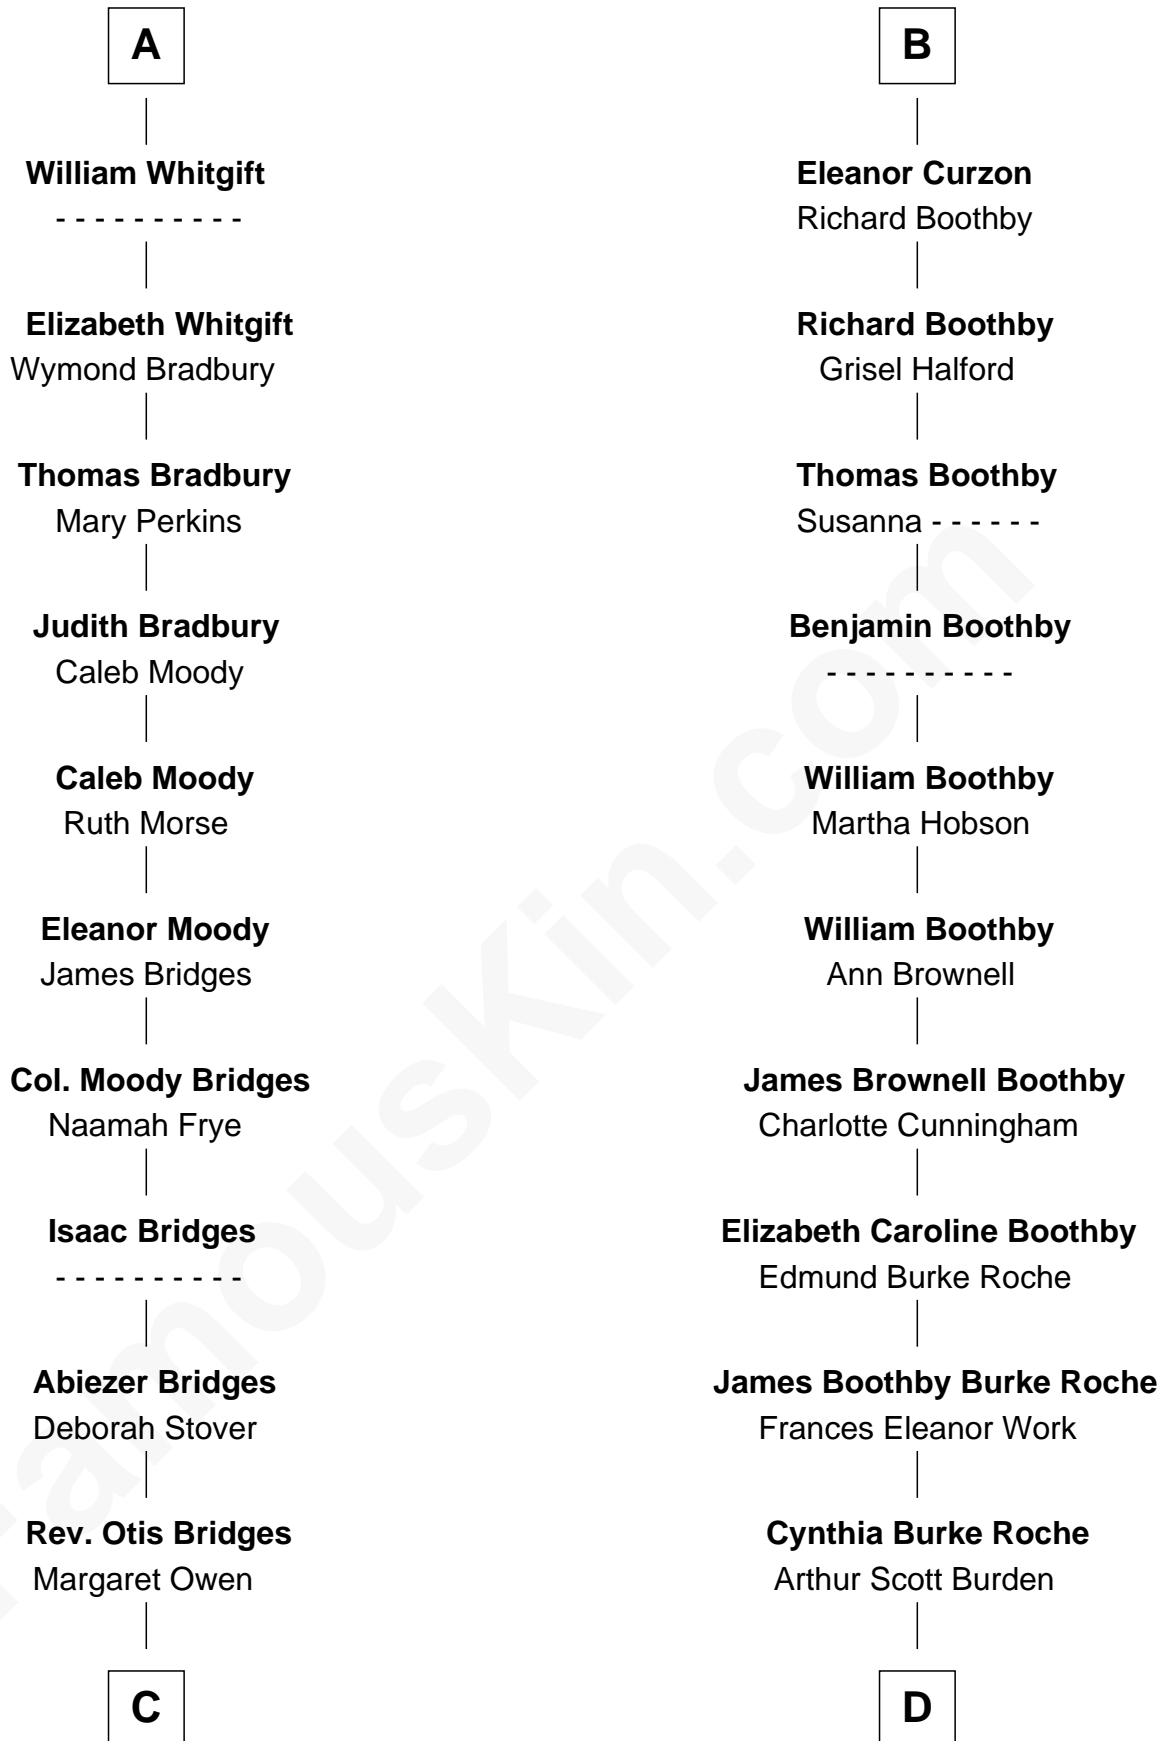 A
William Whitgift
- - - - - - - - - -
Elizabeth Whitgift
Wymond Bradbury
Thomas Bradbury
Mary Perkins
Judith Bradbury
Caleb Moody
Caleb Moody
Ruth Morse
Eleanor Moody
James Bridges
Col. Moody Bridges
Naamah Frye
Isaac Bridges
- - - - - - - - - -
Abiezer Bridges
Deborah Stover
Rev. Otis Bridges
Margaret Owen
C
B
Eleanor Curzon
Richard Boothby
Richard Boothby
Grisel Halford
Thomas Boothby
Susanna - - - - - -
Benjamin Boothby
- - - - - - - - - -
William Boothby
Martha Hobson
William Boothby
Ann Brownell
James Brownell Boothby
Charlotte Cunningham
Elizabeth Caroline Boothby
Edmund Burke Roche
James Boothby Burke Roche
Frances Eleanor Work
Cynthia Burke Roche
Arthur Scott Burden
D
FamousKin.com